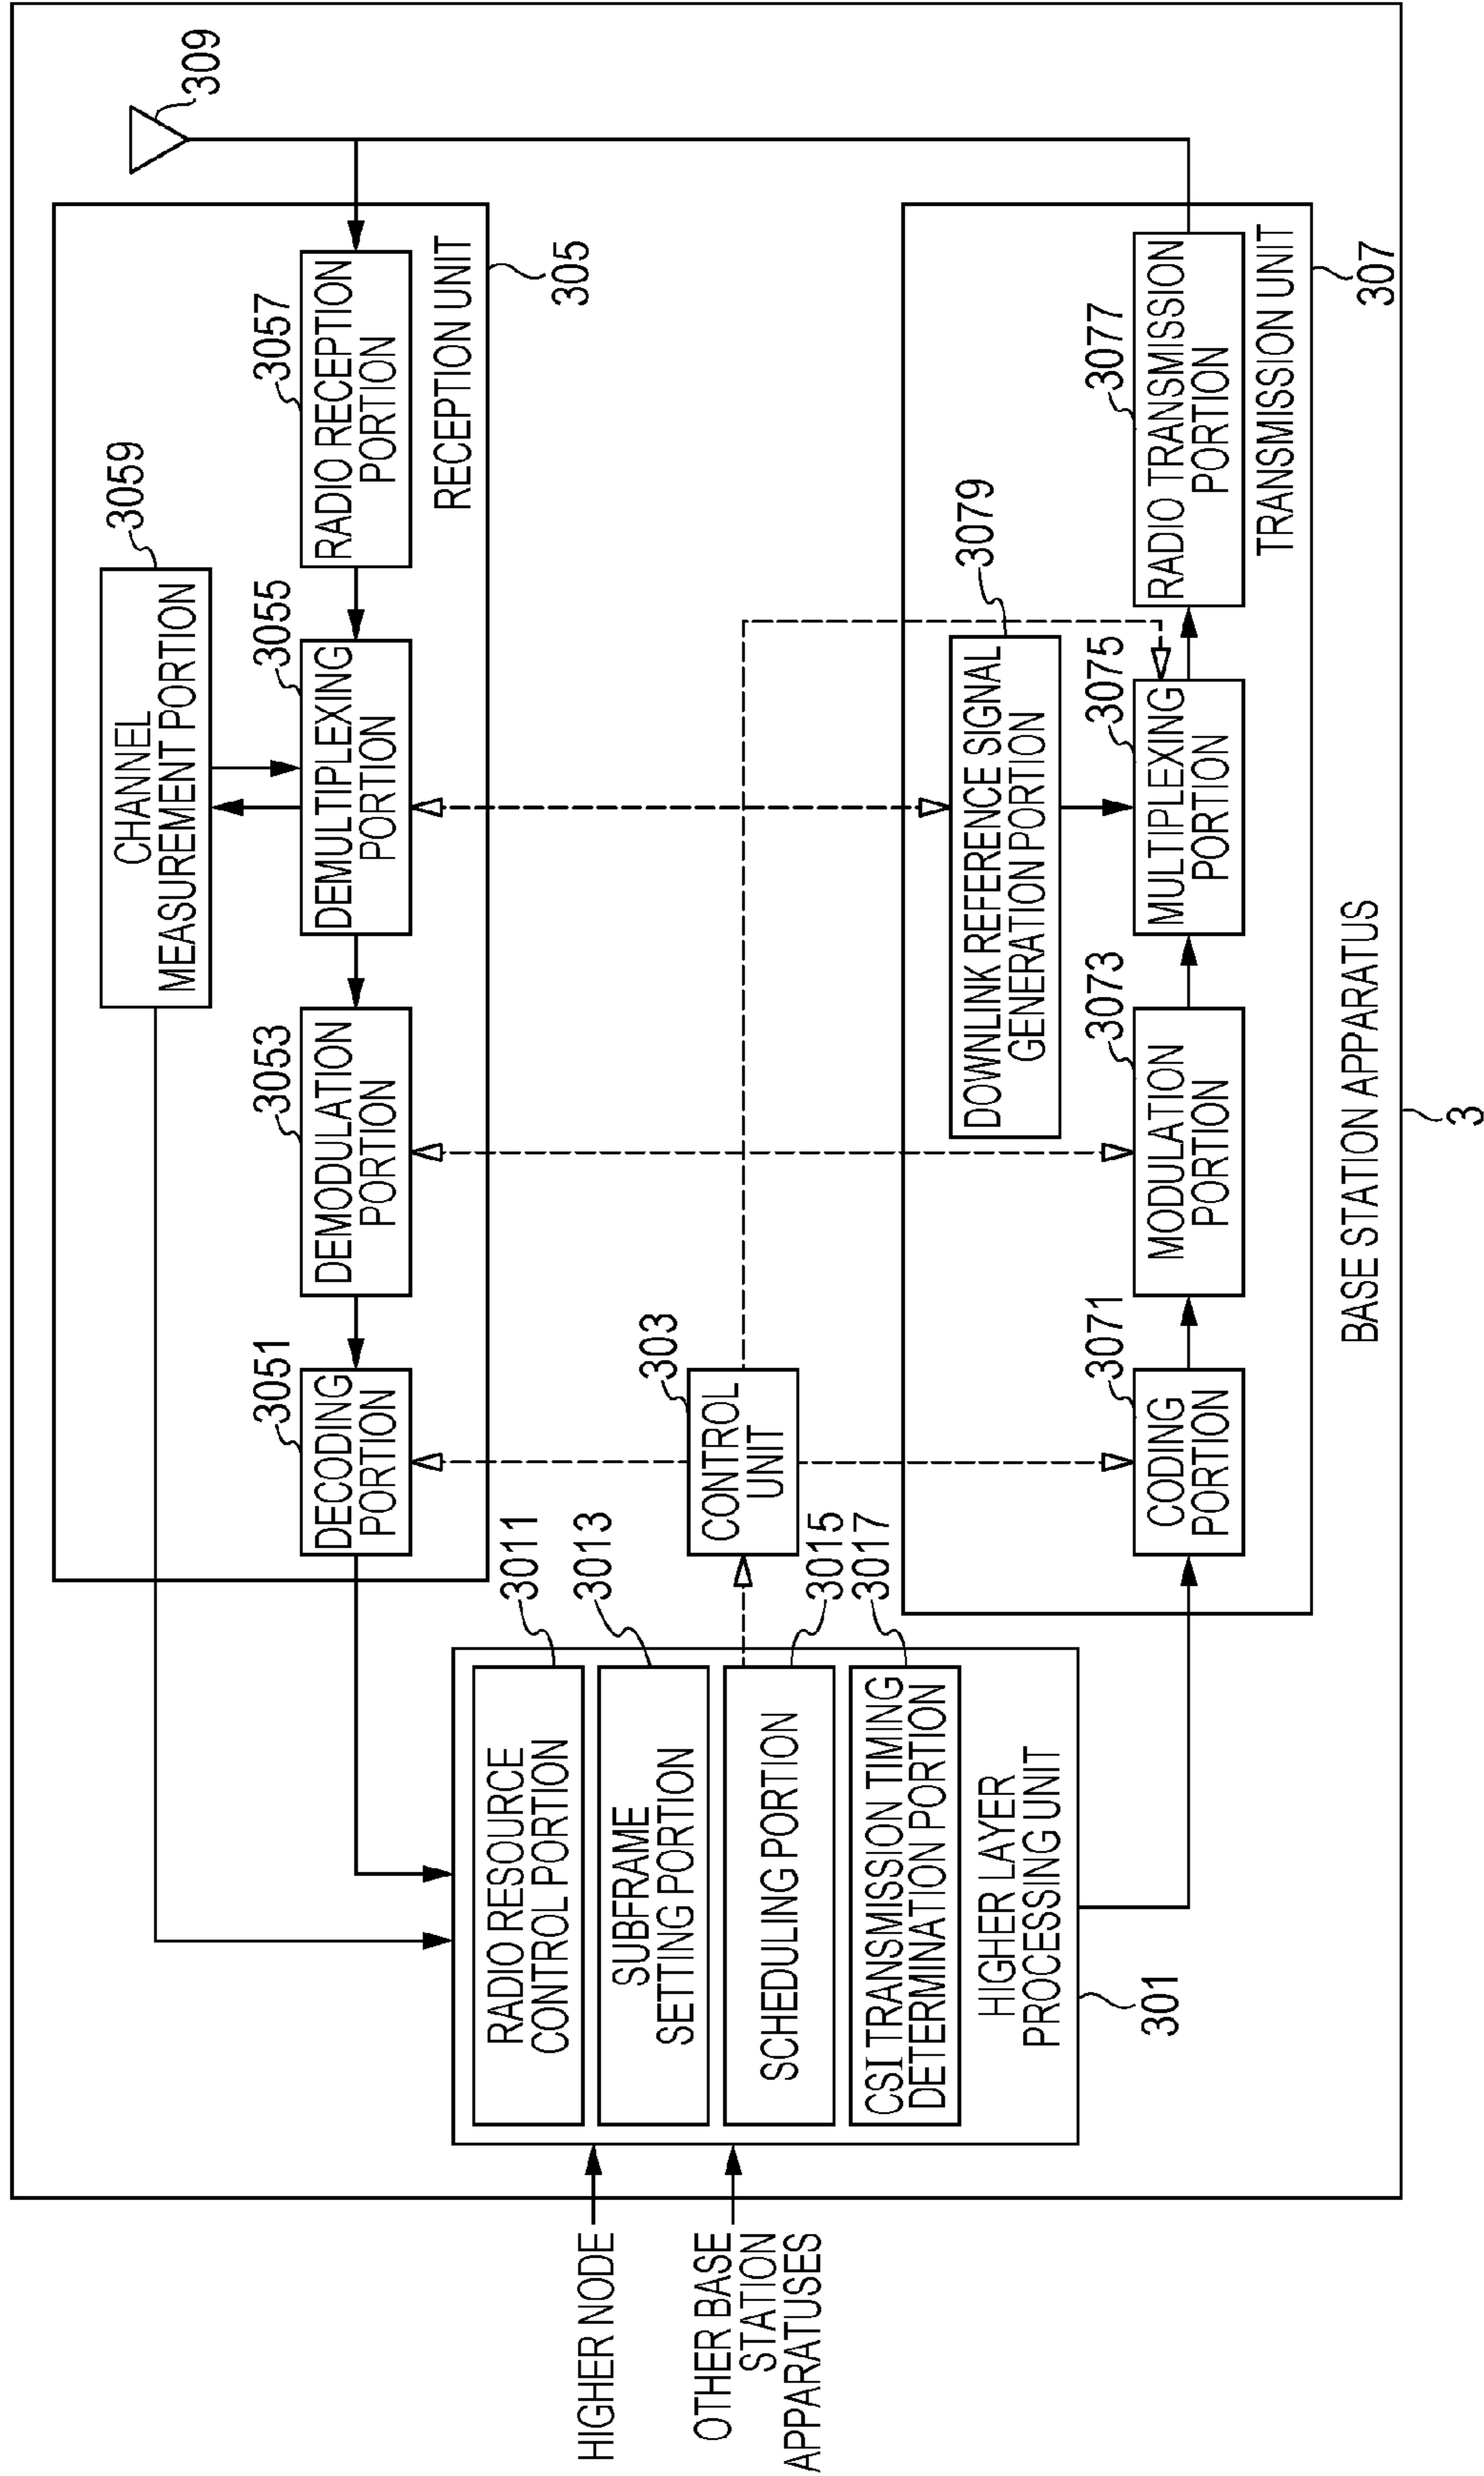 HIGHER NODE
OTHER BASE
STATION
APPARATUSES
RADIO RESOURCE
CONTROL PORTION
3011
SUBFRAME
SETTING PORTION
3013
SCHEDULING PORTION
3015
CSI TRANSMISSION TIMING
DETERMINATION PORTION
3017
HIGHER LAYER
PROCESSING UNIT
301
CONTROL
UNIT
303
CHANNEL
MEASUREMENT PORTION
3059
DECODING
PORTION
3051
DEMODULATION
PORTION
3053
DEMULTIPLEXING
PORTION
3055
RADIO RECEPTION
PORTION
3057
RECEPTION UNIT
305
309
DOWNLINK REFERENCE SIGNAL
GENERATION PORTION
3079
CODING
PORTION
3071
MODULATION
PORTION
3073
MULTIPLEXING
PORTION
3075
RADIO TRANSMISSION
PORTION
3077
TRANSMISSION UNIT
307
BASE STATION APPARATUS
3